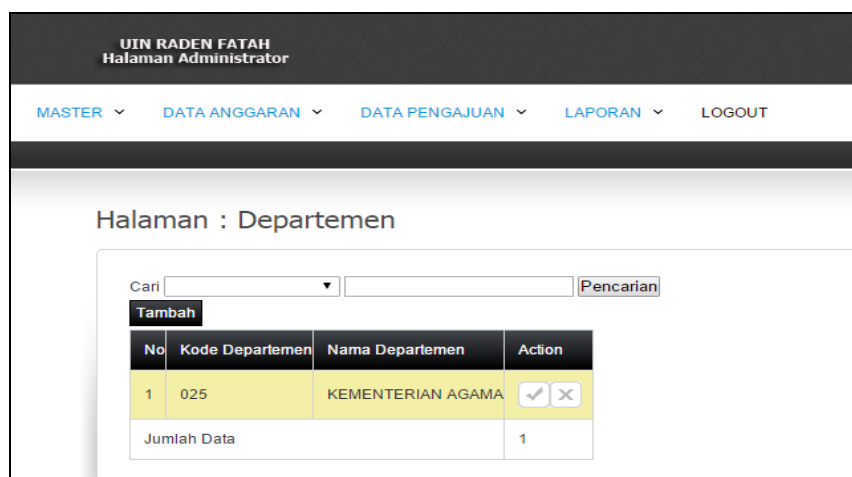 UIN RADEN FATAH
Halaman Administrator
MASTER DATA ANGGARAN DATA PENGAJUAN LAPORAN LOGOUT
Halaman : Departemen
Cari Pencarian
Tambah
No Kode Departemen Nama Departemen Action
1 025 KEMENTERIAN AGAMA
Jumlah Data 1